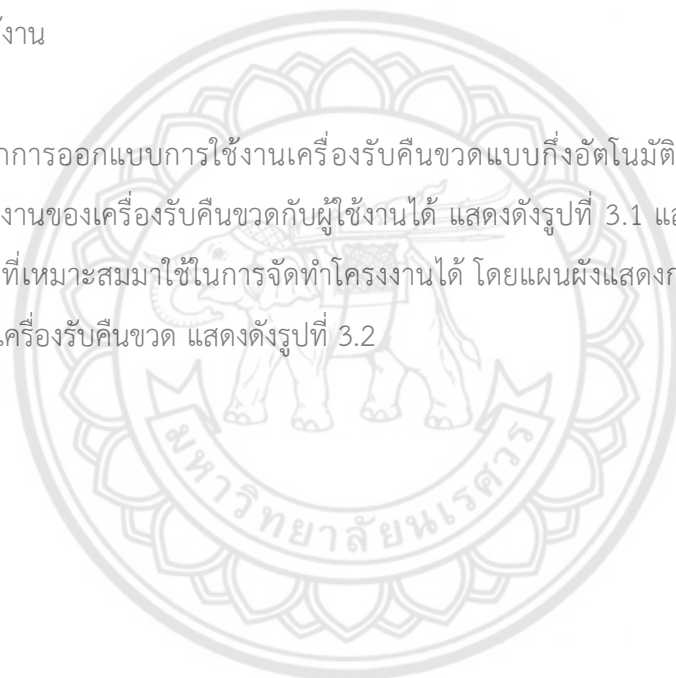 งาน
การออกแบบการใช้งานเครื่องรับคืนขวดแบบกึ่งอัตโนมัติ
งานของเครื่องรับคืนขวดกับผู้ใช้งานได้ แสดงดังรูปที่ 3.1
ที่เหมาะสมมาใช้ในการจัดทำโครงงานได้ โดยแผนผังแสดง
เครื่องรับคืนขวด แสดงดังรูปที่ 3.2
มหาวิทยาลัยนเรศวร